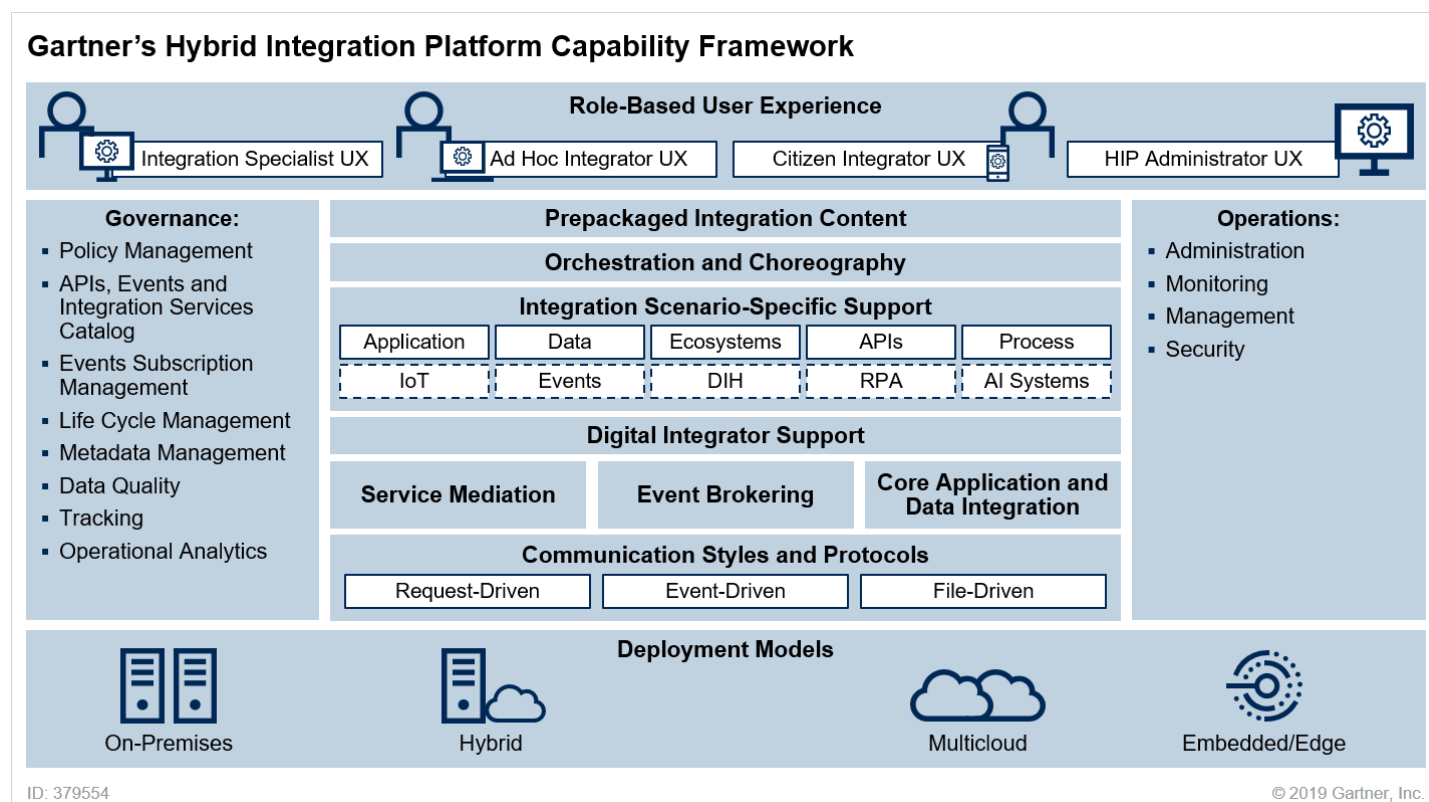 Gartner's Hybrid Integration Platform Capability Framework
Role-Based User Experience
Integration Specialist UX
Ad Hoc Integrator UX
Citizen Integrator UX
HIP Administrator UX
Governance:
▪ Policy Management
▪ APIs, Events and
Integration Services
Catalog
▪ Events Subscription
Management
▪ Life Cycle Management
▪ Metadata Management
▪ Data Quality
▪ Tracking
▪ Operational Analytics
Prepackaged Integration Content
Orchestration and Choreography
Integration Scenario-Specific Support
Application
Data
Ecosystems
APIs
Process
IoT
Events
DIH
RPA
AI Systems
Digital Integrator Support
Service Mediation
Event Brokering
Core Application and
Data Integration
Communication Styles and Protocols
Request-Driven
Event-Driven
File-Driven
Operations:
▪ Administration
▪ Monitoring
▪ Management
▪ Security
Deployment Models
On-Premises
Hybrid
Multicloud
Embedded/Edge
ID: 379554
© 2019 Gartner, Inc.